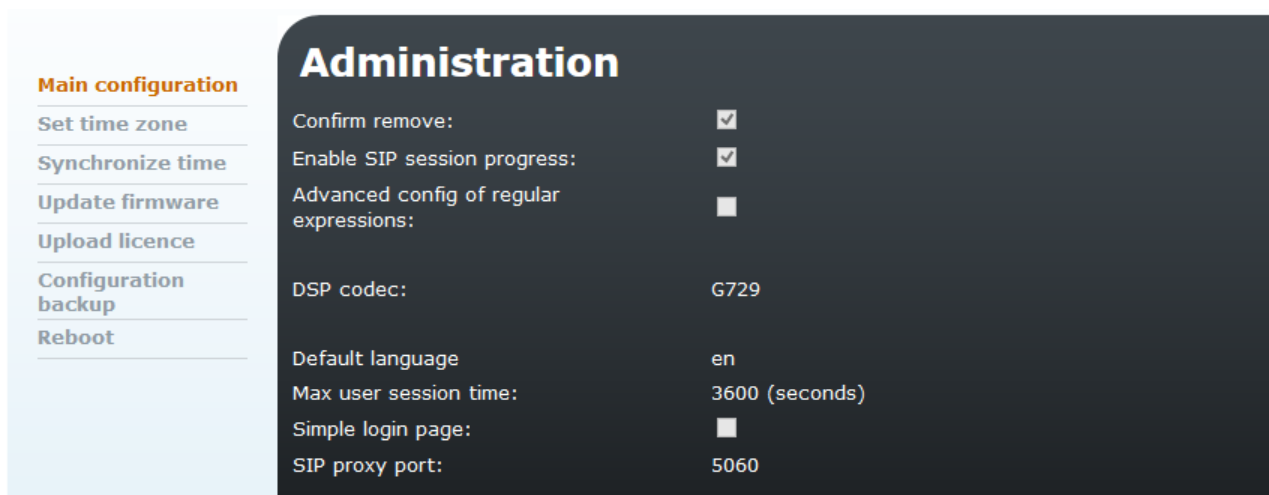 Main configuration
Set time zone
Synchronize time
Update firmware
Upload licence
Configuration
backup
Reboot
Administration
Confirm remove:
Enable SIP session progress:
Advanced config of regular
expressions:
DSP codec: G729
Default language en
Max user session time: 3600 (seconds)
Simple login page:
SIP proxy port: 5060